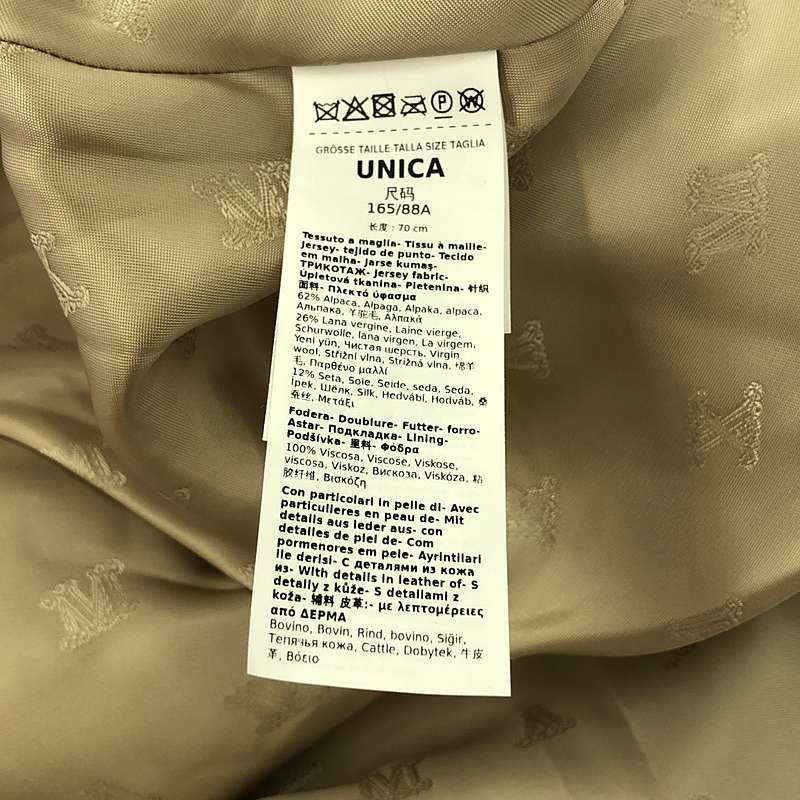 GRÖSSE TAILLE TALLA SIZE TAGLIA
UNICA
尺码
165/88A
长度：70 cm
Tessuto a maglia- Tissu à maille-
Jersey- tejido de punto- Tecido
em malha- Jarse kumaş-
ТРИКОТАЖ- Jersey fabric-
Úpletová tkanina- Pletenina- 针织
面料- Πλεκτό ύφασμα
62% Alpaca, Alpaga, Alpaka, alpaca,
Альпака, 羊驼毛, Αλπακά
26% Lana vergine, Laine vierge,
Schurwolle, lana virgen, La virgem,
Yeni yün, Чистая шерсть, Virgin
wool, Střižní vlna, Strižná vlna, 绵羊
毛, Παρθένο μαλλί
12% Seta, Soie, Seide, seda, Seda,
İpek, Шёлк, Silk, Hedvábí, Hodváb, 桑
蚕丝, Μετάξι
Fodera- Doublure- Futter- forro-
Astar- Подкладка- Lining-
Podšívka- 里料- Φόδρα
100% Viscosa, Viscose, Viskose,
viscosa, Viskoz, Вискоза, Viskóza, 粘
胶纤维, Βισκόζη
Con particolari in pelle di- Avec
particulieres en peau de- Mit
details aus leder aus- con
detalles de piel de- Com
pormenores em pele- Ayrintilari
ile derisi- С деталями из кожа
из- With details in leather of- S
detaily z kůže- S detailami z
koža- 辅料 皮革:- με λεπτομέρειες
από ΔΕΡΜΑ
Bovino, Bovin, Rind, bovino, Siğir,
Телячья кожа, Cattle, Dobytek, 牛皮
革, Βόειο